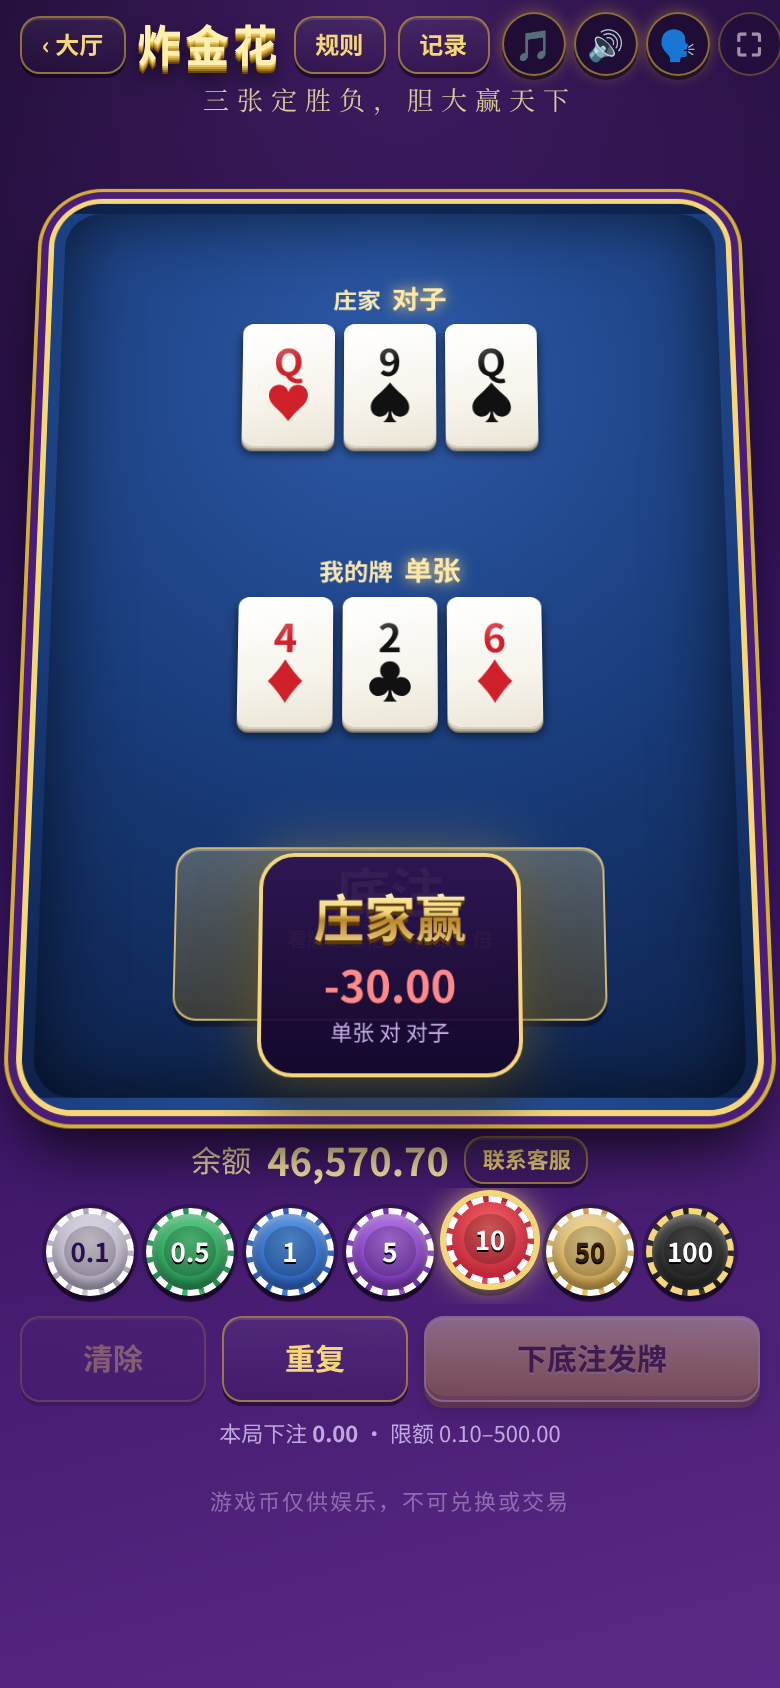 ‹ 大厅 炸金花 规则 记录
三张定胜负，胆大赢天下
庄家 对子
Q 9 Q
我的牌 单张
4 2 6
底注
庄家赢
-30.00
单张 对 对子
余额 46,570.70 联系客服
0.1 0.5 1 5 10 50 100
清除 重复 下底注发牌
本局下注 0.00 · 限额 0.10–500.00
游戏币仅供娱乐，不可兑换或交易